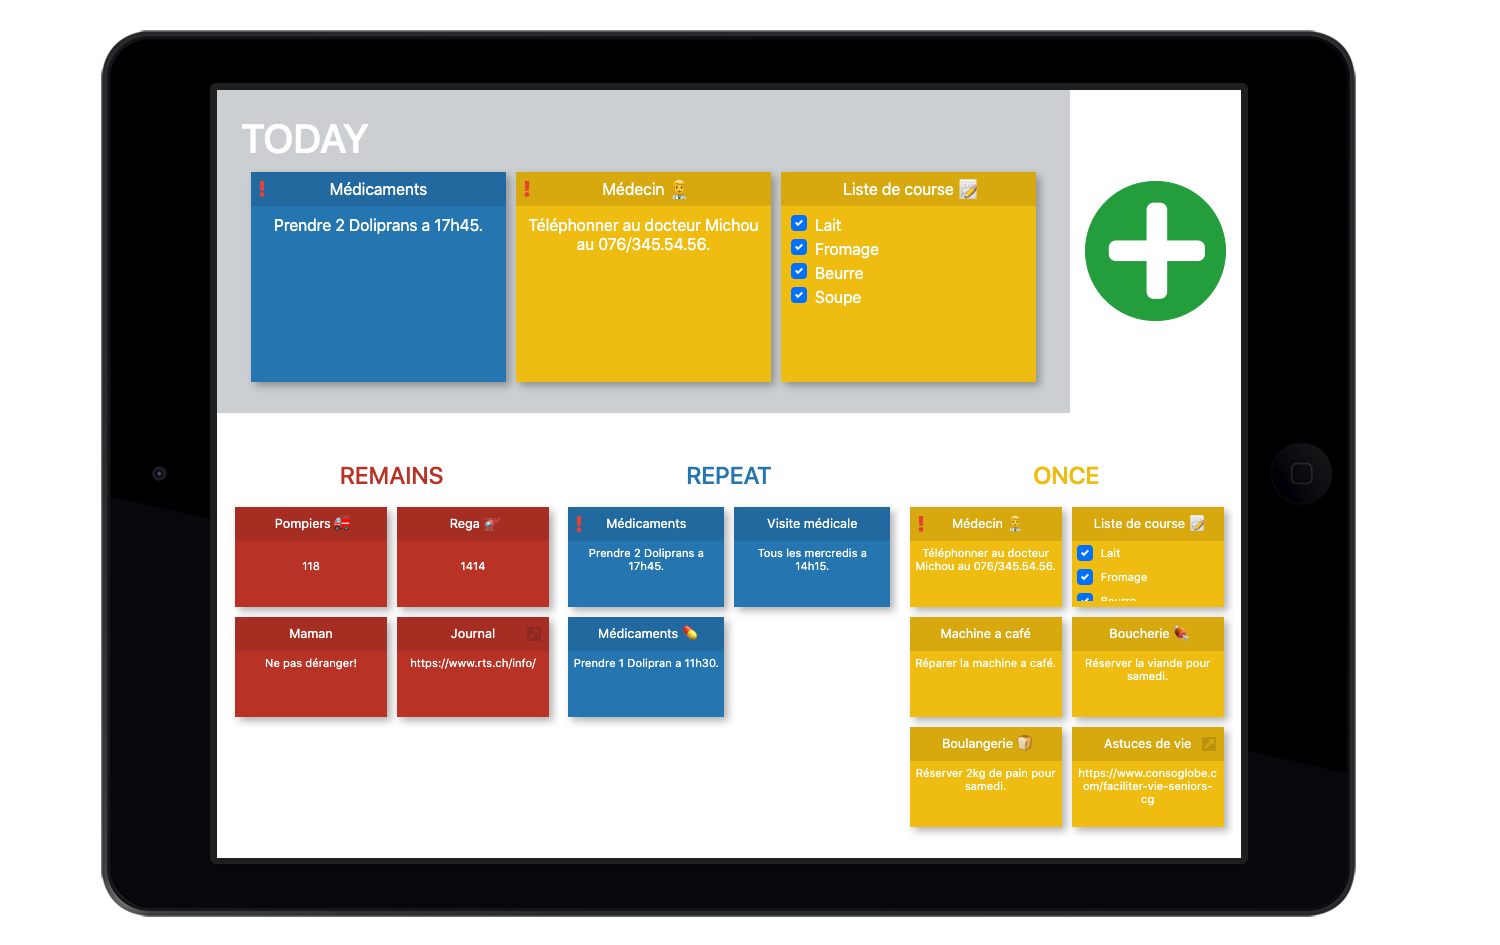 TODAY
❗ Médicaments
Prendre 2 Doliprans a 17h45.
❗ Médecin 👨‍⚕️
Téléphonner au docteur Michou
au 076/345.54.56.
Liste de course 📝
Lait
Fromage
Beurre
Soupe
REMAINS
Pompiers 🚒
118
Rega 🚁
1414
Maman
Ne pas déranger!
Journal
https://www.rts.ch/info/
REPEAT
❗ Médicaments
Prendre 2 Doliprans a
17h45.
Visite médicale
Tous les mercredis a
14h15.
Médicaments 💊
Prendre 1 Dolipran a 11h30.
ONCE
❗ Médecin 👨‍⚕️
Téléphonner au docteur
Michou au 076/345.54.56.
Liste de course 📝
Lait
Fromage
Beurre
Machine a café
Réparer la machine a café.
Boucherie 🍖
Réserver la viande pour
samedi.
Boulangerie 🍞
Réserver 2kg de pain pour
samedi.
Astuces de vie
https://www.consoglobe.c
om/faciliter-vie-seniors-
cg